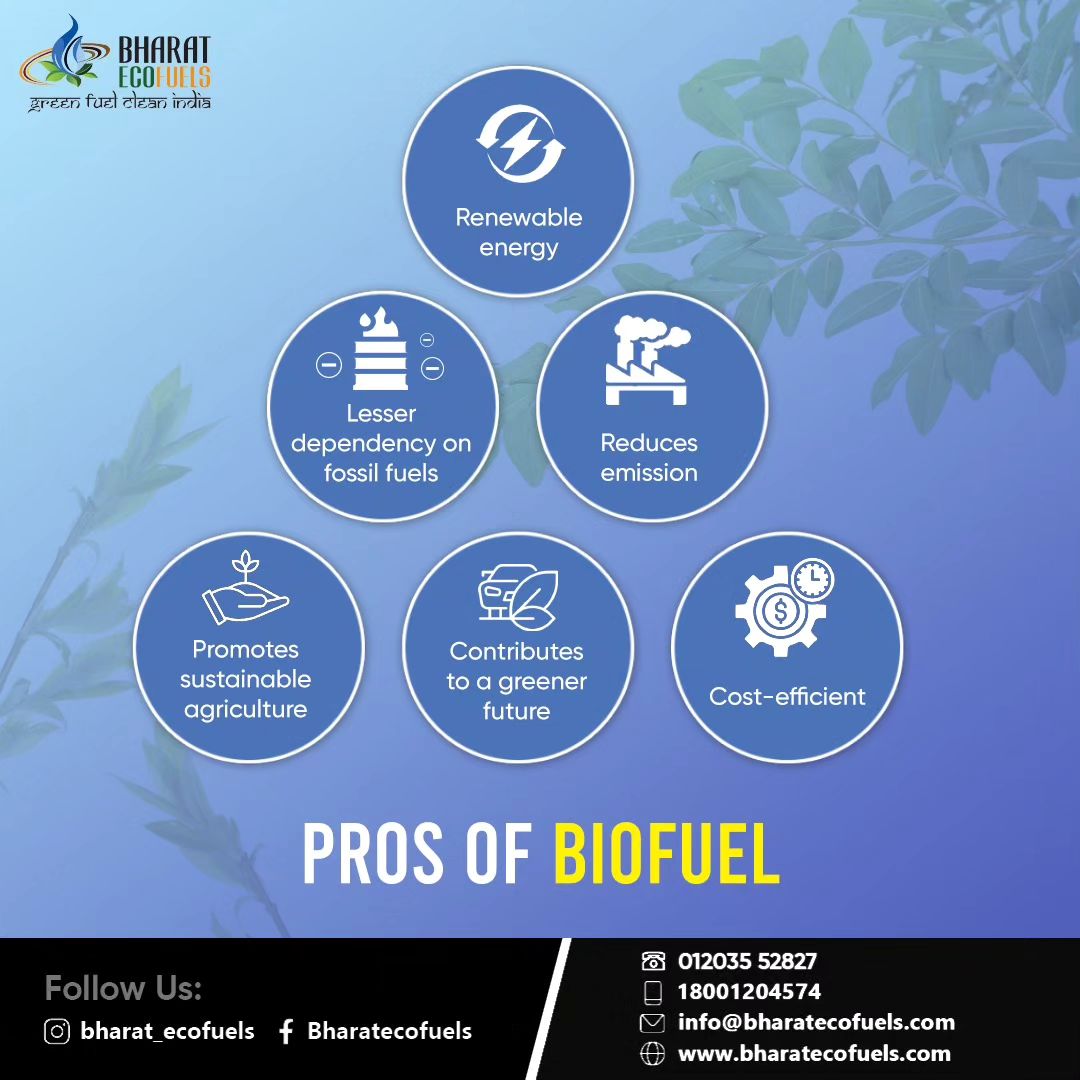 BHARAT
ECOFUELS
green fuel clean india
Renewable
energy
Lesser
dependency on
fossil fuels
Reduces
emission
Promotes
sustainable
agriculture
Contributes
to a greener
future
$
Cost-efficient
PROS OF BIOFUEL
Follow Us:
bharat_ecofuels
Bharatecofuels
012035 52827
18001204574
info@bharatecofuels.com
www.bharatecofuels.com